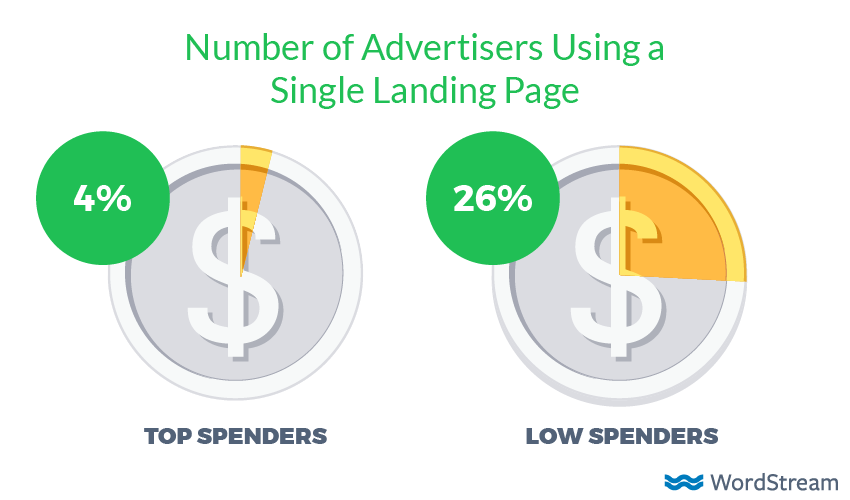 Number of Advertisers Using a
Single Landing Page
4%
26%
TOP SPENDERS
LOW SPENDERS
WordStream